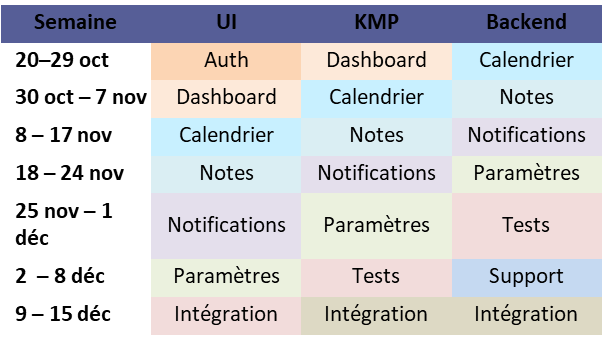 Semaine UI KMP Backend
20–29 oct Auth Dashboard Calendrier
30 oct – 7 nov Dashboard Calendrier Notes
8 – 17 nov Calendrier Notes Notifications
18 – 24 nov Notes Notifications Paramètres
25 nov – 1
déc Notifications Paramètres Tests
2 – 8 déc Paramètres Tests Support
9 – 15 déc Intégration Intégration Intégration